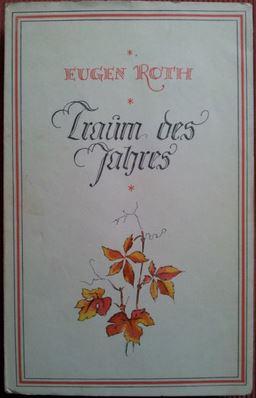 *
EUGEN ROTH
*
Traum des
Jahres
*